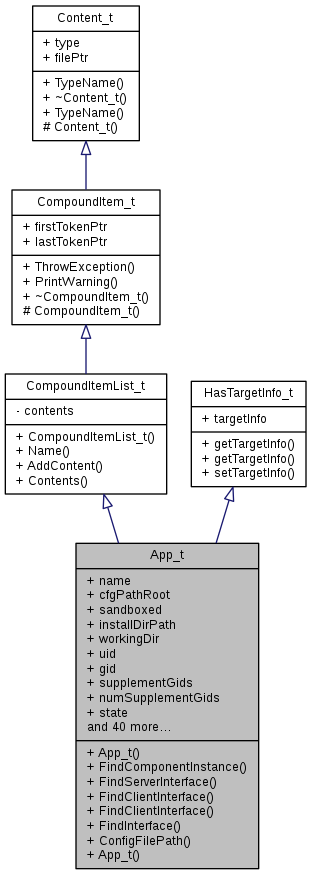 Content_t
+ type
+ filePtr
+ TypeName()
+ ~Content_t()
+ TypeName()
# Content_t()
CompoundItem_t
+ firstTokenPtr
+ lastTokenPtr
+ ThrowException()
+ PrintWarning()
+ ~CompoundItem_t()
# CompoundItem_t()
CompoundItemList_t
- contents
+ CompoundItemList_t()
+ Name()
+ AddContent()
+ Contents()
HasTargetInfo_t
+ targetInfo
+ getTargetInfo()
+ getTargetInfo()
+ setTargetInfo()
App_t
+ name
+ cfgPathRoot
+ sandboxed
+ installDirPath
+ workingDir
+ uid
+ gid
+ supplementGids
+ numSupplementGids
+ state
and 40 more...
+ App_t()
+ FindComponentInstance()
+ FindServerInterface()
+ FindClientInterface()
+ FindClientInterface()
+ FindInterface()
+ ConfigFilePath()
+ App_t()